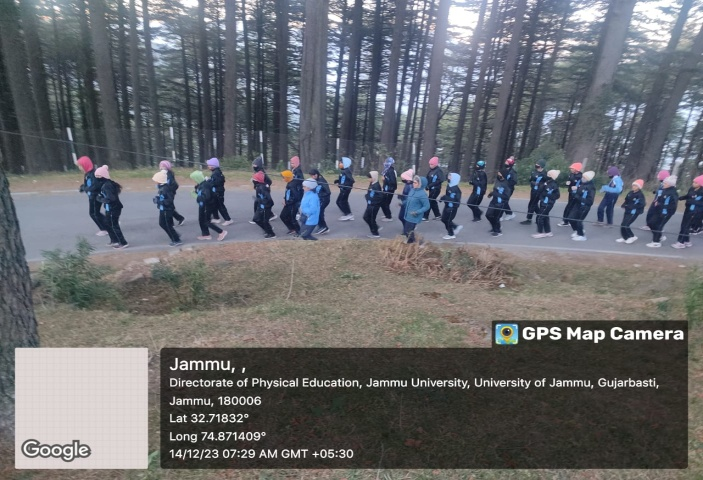 GPS Map Camera
Jammu, ,
Directorate of Physical Education, Jammu University, University of Jammu, Gujarbasti,
Jammu, 180006
Lat 32.71832°
Long 74.871409°
14/12/23 07:29 AM GMT +05:30
Google